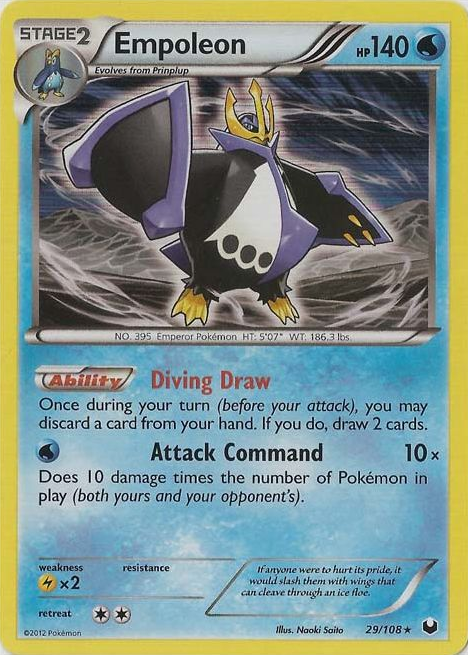 STAGE2
Empoleon
HP140
Evolves from Prinplup
NO. 395 Emperor Pokémon HT: 5'07" WT: 186.3 lbs.
Ability Diving Draw
Once during your turn (before your attack), you may
discard a card from your hand. If you do, draw 2 cards.
Attack Command 10×
Does 10 damage times the number of Pokémon in
play (both yours and your opponent's).
weakness resistance
×2
If anyone were to hurt its pride, it
would slash them with wings that
can cleave through an ice floe.
retreat
©2012 Pokémon
Illus. Naoki Saito 29/108 ★